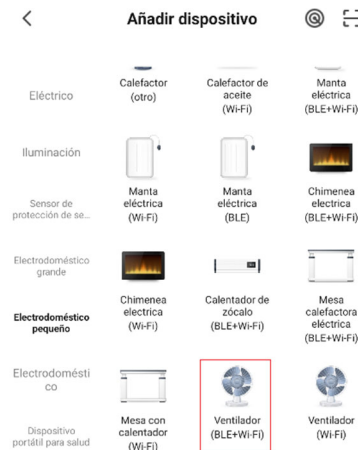 Añadir dispositivo
Eléctrico
Iluminación
Sensor de
protección de se...
Electrodoméstico
grande
Electrodoméstico
pequeño
Electrodomésti
co
Dispositivo
portátil para salud
Calefactor
(otro)
Calefactor de
aceite
(Wi-Fi)
Manta
eléctrica
(BLE+Wi-Fi)
Manta
eléctrica
(Wi-Fi)
Manta
eléctrica
(BLE)
Chimenea
electrica
(BLE+Wi-Fi)
Chimenea
electrica
(Wi-Fi)
Calentador de
zócalo
(BLE+Wi-Fi)
Mesa
calefactora
eléctrica
(BLE+Wi-Fi)
Mesa con
calentador
(Wi-Fi)
Ventilador
(BLE+Wi-Fi)
Ventilador
(Wi-Fi)